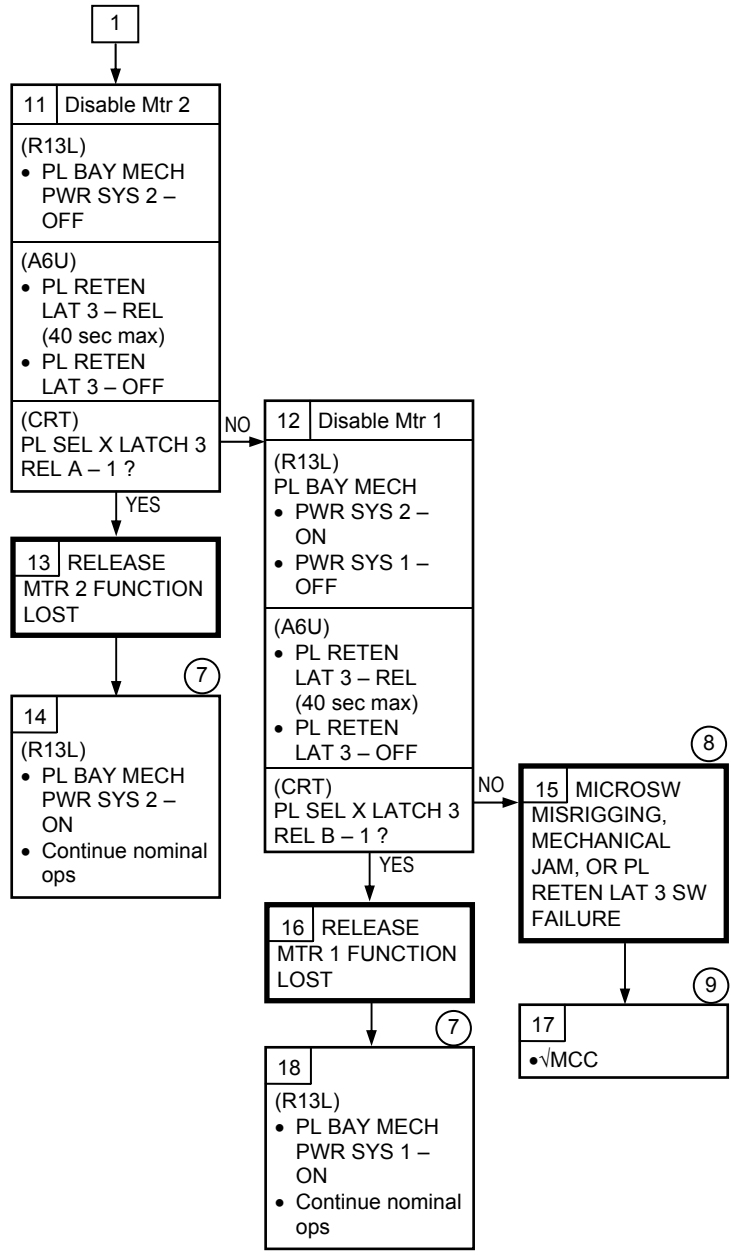 1
11 Disable Mtr 2
(R13L)
• PL BAY MECH
PWR SYS 2 –
OFF
(A6U)
• PL RETEN
LAT 3 – REL
(40 sec max)
• PL RETEN
LAT 3 – OFF
(CRT)
PL SEL X LATCH 3
REL A – 1 ?
NO
YES
12 Disable Mtr 1
(R13L)
PL BAY MECH
• PWR SYS 2 –
ON
• PWR SYS 1 –
OFF
(A6U)
• PL RETEN
LAT 3 – REL
(40 sec max)
• PL RETEN
LAT 3 – OFF
(CRT)
PL SEL X LATCH 3
REL B – 1 ?
NO
YES
13 RELEASE
MTR 2 FUNCTION
LOST
7
14
(R13L)
• PL BAY MECH
PWR SYS 2 –
ON
• Continue nominal
ops
8
15 MICROSW
MISRIGGING,
MECHANICAL
JAM, OR PL
RETEN LAT 3 SW
FAILURE
16 RELEASE
MTR 1 FUNCTION
LOST
9
17
•√MCC
7
18
(R13L)
• PL BAY MECH
PWR SYS 1 –
ON
• Continue nominal
ops